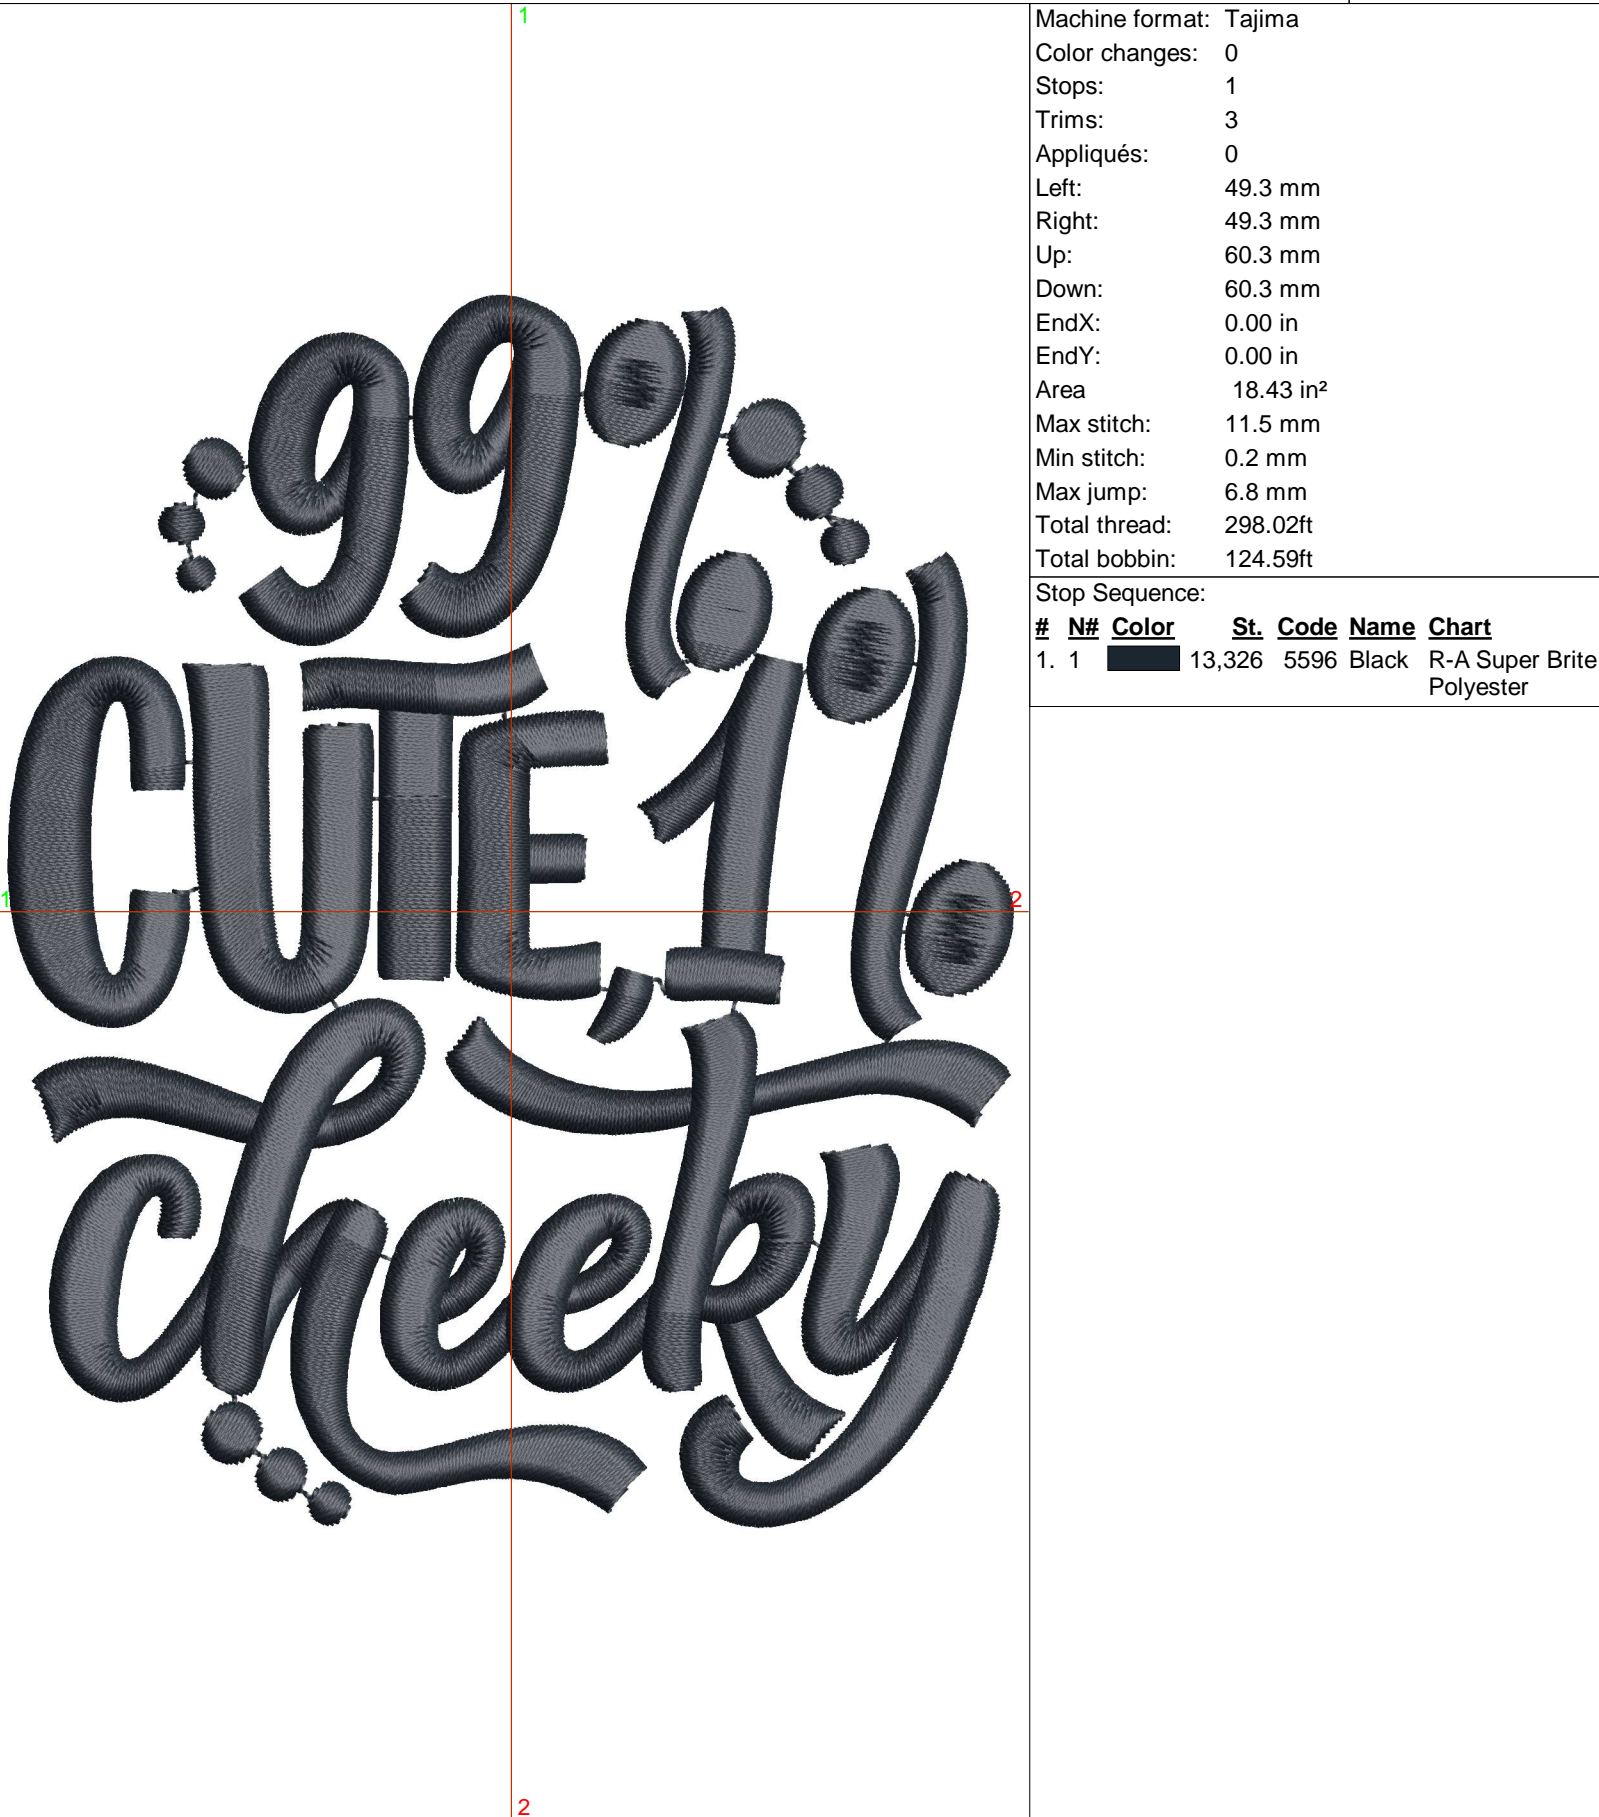 1
Machine format: Tajima
Color changes: 0
Stops: 1
Trims: 3
Appliqués: 0
Left: 49.3 mm
Right: 49.3 mm
Up: 60.3 mm
Down: 60.3 mm
EndX: 0.00 in
EndY: 0.00 in
Area 18.43 in²
Max stitch: 11.5 mm
Min stitch: 0.2 mm
Max jump: 6.8 mm
Total thread: 298.02ft
Total bobbin: 124.59ft
Stop Sequence:
# N# Color St. Code Name Chart
1. 1 13,326 5596 Black R-A Super Brite
Polyester
99%
CUTE, 1%
cheeky
1
2
2